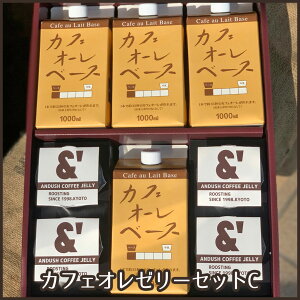 Cafe au Lait Base
カフェ
オーレ
ベース
1000ml
Cafe au Lait Base
カフェ
オーレ
ベース
1000ml
Cafe au Lait Base
カフェ
オーレ
ベース
1000ml
&'
ANDUSH COFFEE JELLY
ROOSTING
SINCE 1998.KYOTO
Cafe au Lait Base
カフェ
オーレ
ベース
1000ml
&'
ANDUSH COFFEE JELLY
ROOSTING
SINCE 1998.KYOTO
&'
ANDUSH COFFEE JELLY
ROOSTING
SINCE 1998.KYOTO
&'
ANDUSH COFFEE JELLY
ROOSTING
SINCE 1998.KYOTO
カフェオレゼリーセットC